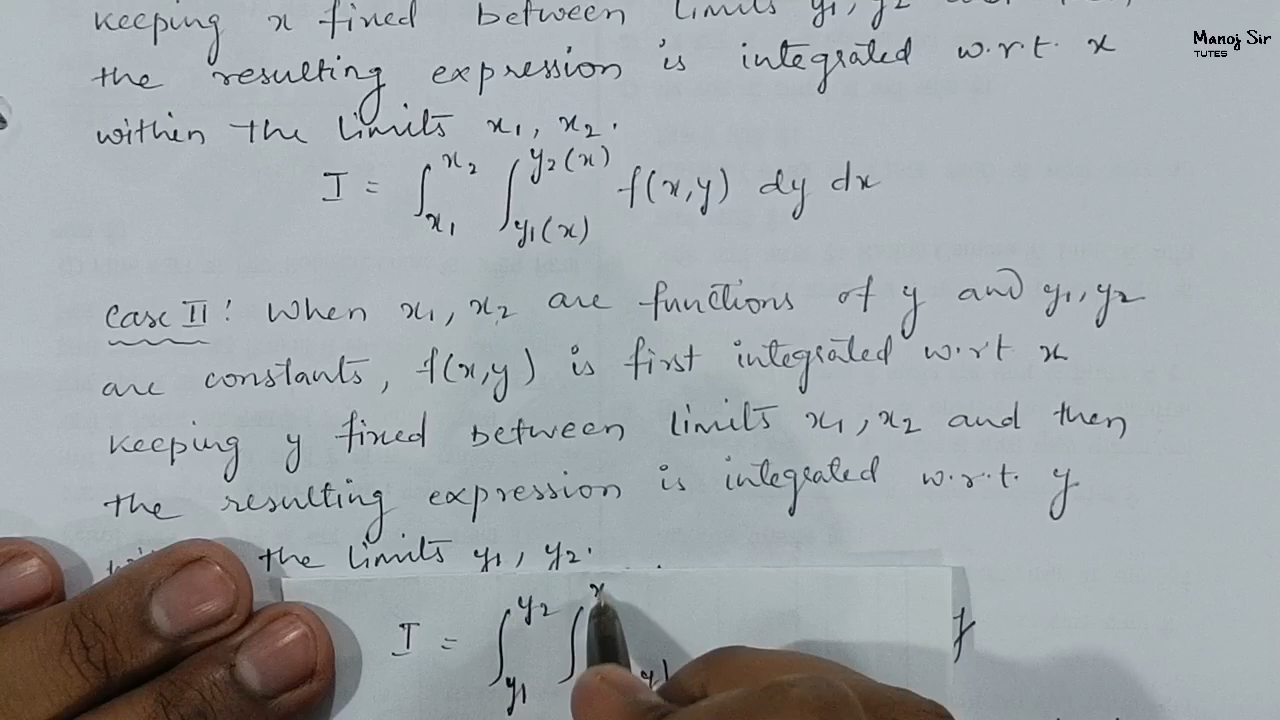 keeping x fixed between limits y₁, y₂
the resulting expression is integrated w.r.t. x
within the limits x₁, x₂.
I = ∫_{x₁}^{x₂} ∫_{y₁(x)}^{y₂(x)} f(x,y) dy dx
Case II: When x₁, x₂ are functions of y and y₁, y₂
are constants, f(x,y) is first integrated w.r.t x
keeping y fixed between limits x₁, x₂ and then
the resulting expression is integrated w.r.t. y
the limits y₁, y₂.
I = ∫_{y₁}^{y₂} ∫^{x
Manoj Sir
TUTES